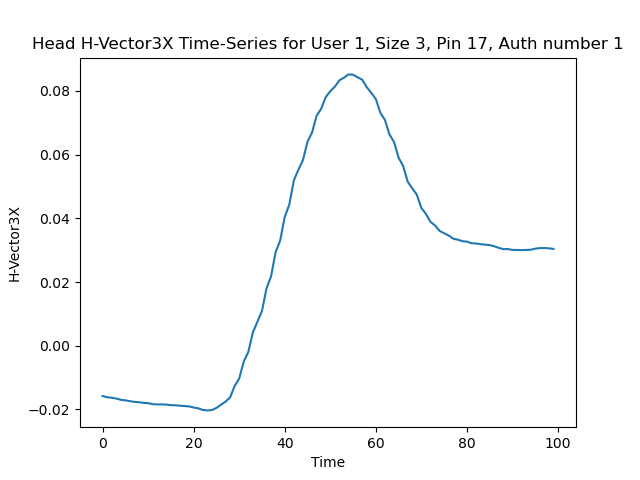 Head H-Vector3X Time-Series for User 1, Size 3, Pin 17, Auth number 1
H-Vector3X
0.08
0.06
0.04
0.02
0.00
−0.02
0 20 40 60 80 100
Time